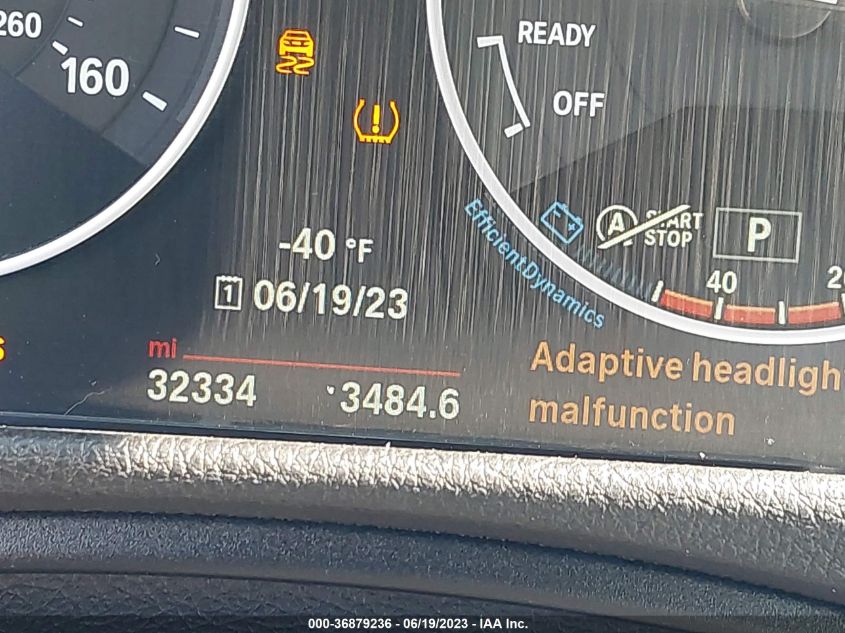 260
160
READY
OFF
A START STOP
P
EfficientDynamics
40
-40 °F
1 06/19/23
mi
32334 3484.6
Adaptive headligh
malfunction
000-36879236 - 06/19/2023 - IAA Inc.